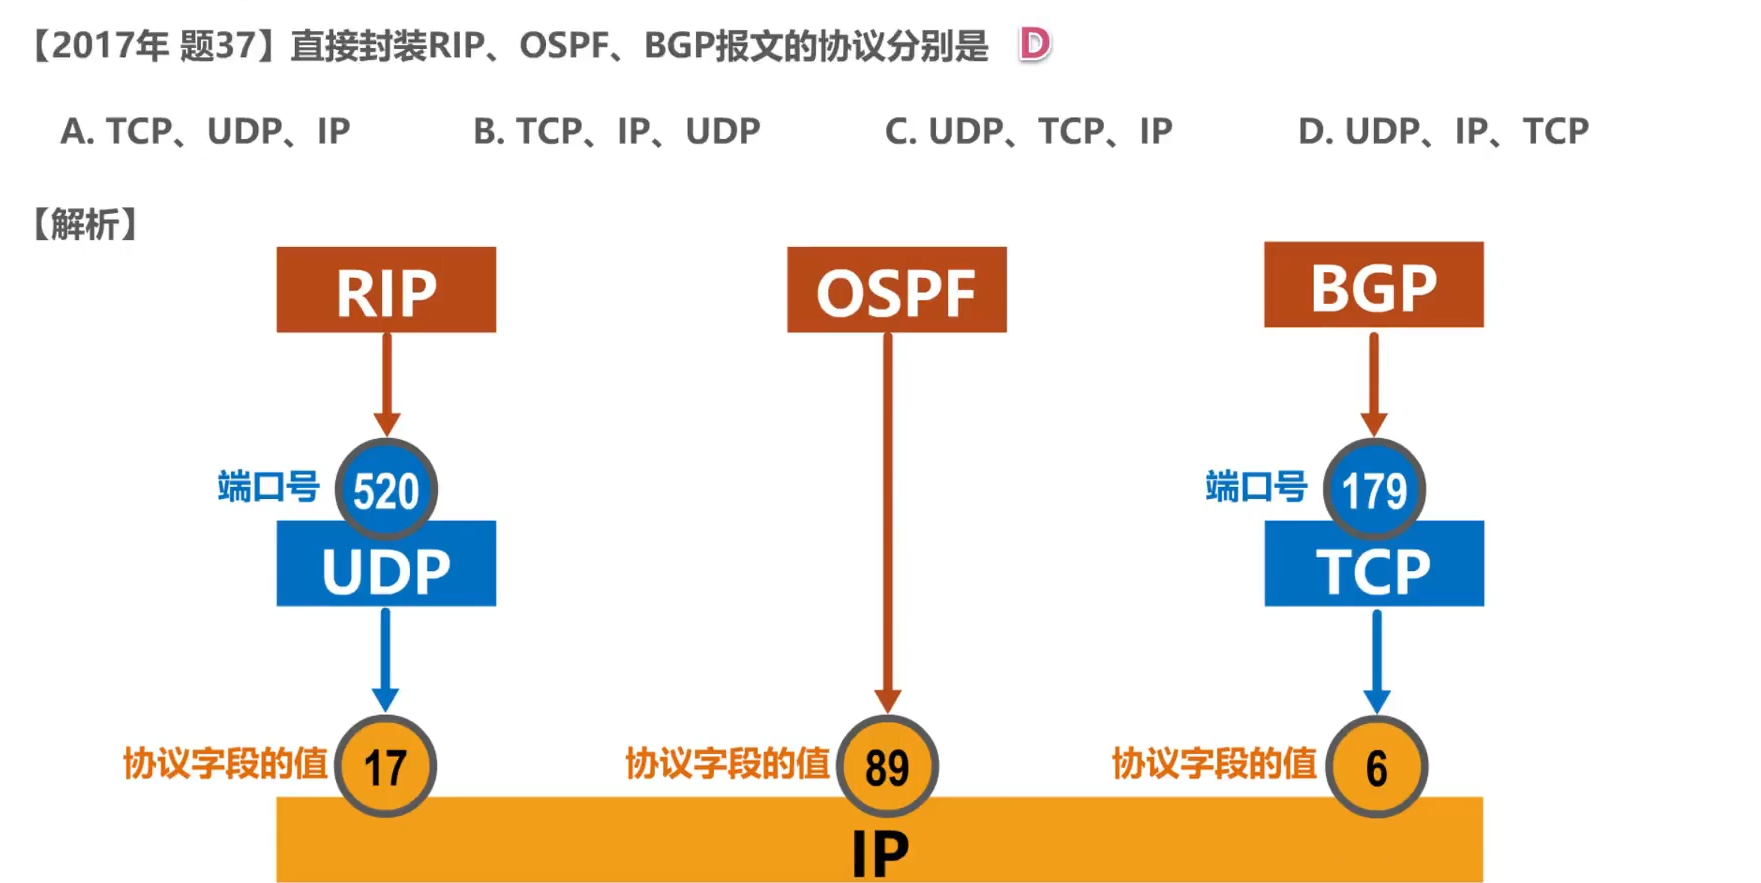 【2017年 题37】直接封装RIP、OSPF、BGP报文的协议分别是 D
A. TCP、UDP、IP B. TCP、IP、UDP C. UDP、TCP、IP D. UDP、IP、TCP
【解析】
RIP OSPF BGP
端口号 520 端口号 179
UDP TCP
协议字段的值 17 协议字段的值 89 协议字段的值 6
IP